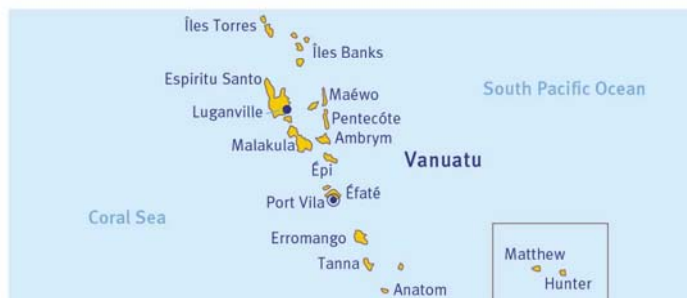 Îles Torres
Îles Banks
Espiritu Santo
South Pacific Ocean
Maéwo
Luganville
Pentecôte
Malakula
Ambrym
Vanuatu
Épi
Éfaté
Port Vila
Coral Sea
Erromango
Matthew
Tanna
Hunter
Anatom